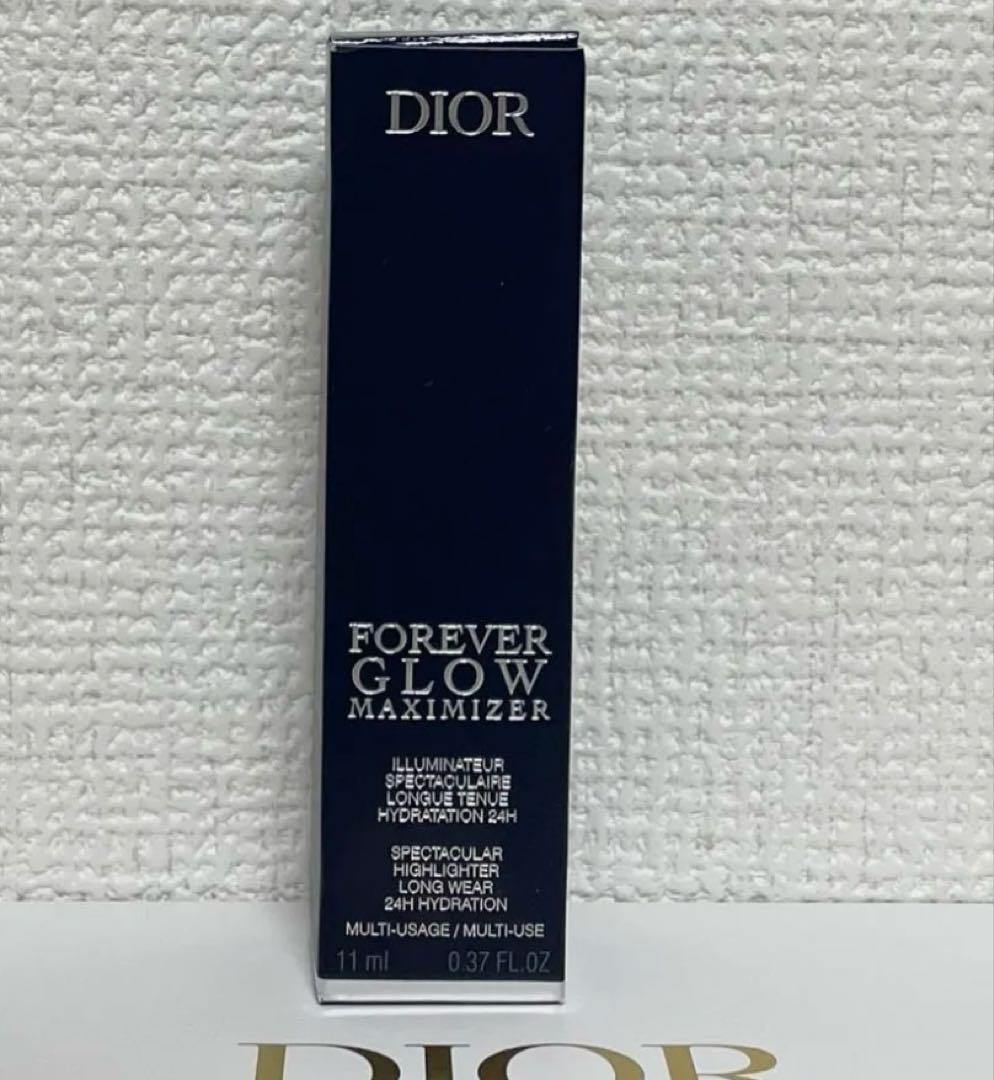 DIOR
FOREVER
GLOW
MAXIMIZER
ILLUMINATEUR
SPECTACULAIRE
LONGUE TENUE
HYDRATATION 24H
SPECTACULAR
HIGHLIGHTER
LONG WEAR
24H HYDRATION
MULTI-USAGE / MULTI-USE
11 ml 0.37 FL.OZ
DIOR